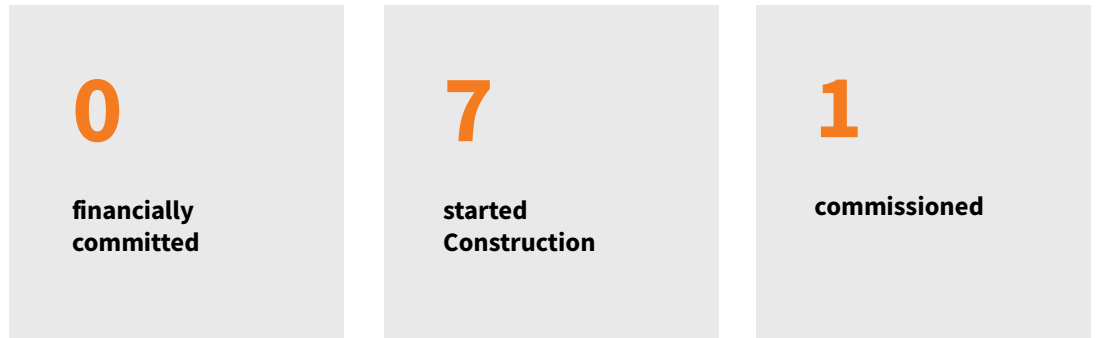 0
financially
committed
7
started
Construction
1
commissioned